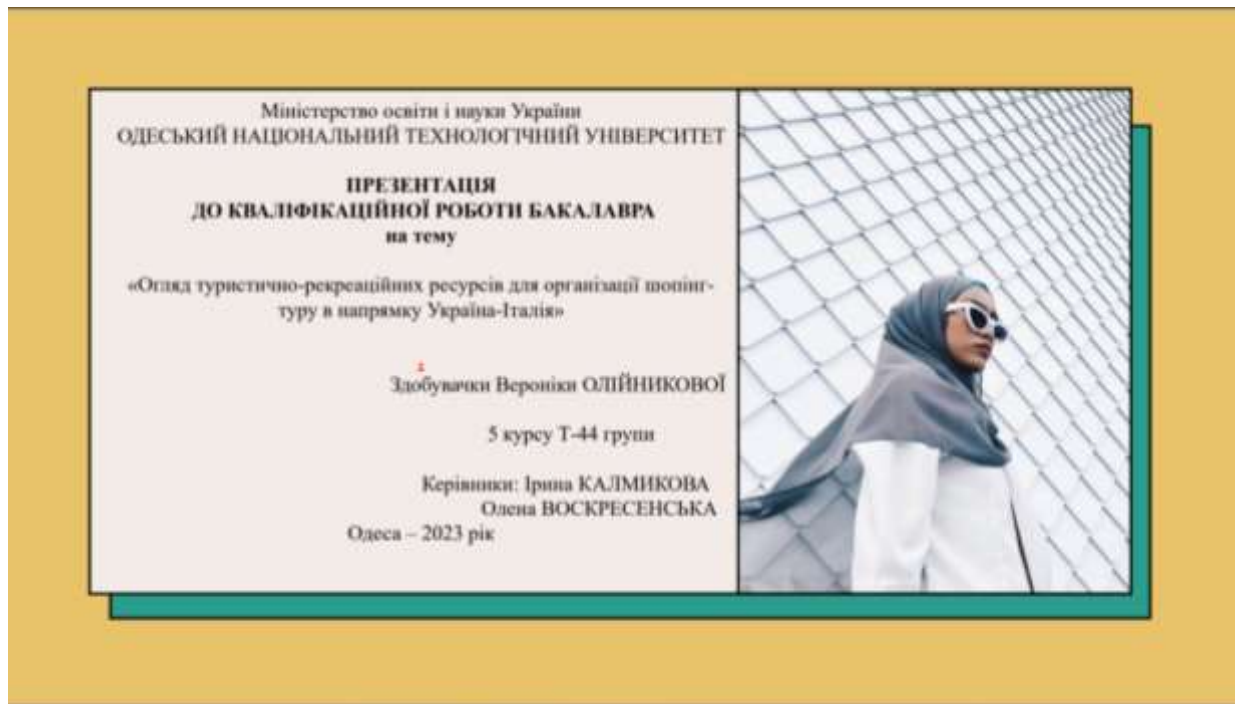 Міністерство освіти і науки України
ОДЕСЬКИЙ НАЦІОНАЛЬНИЙ ТЕХНОЛОГІЧНИЙ УНІВЕРСИТЕТ
ПРЕЗЕНТАЦІЯ
ДО КВАЛІФІКАЦІЙНОЇ РОБОТИ БАКАЛАВРА
на тему
«Огляд туристично-рекреаційних ресурсів для організації шопінг-
туру в напрямку Україна-Італія»
Здобувачки Вероніки ОЛІЙНИКОВОЇ
5 курсу Т-44 групи
Керівники: Ірина КАЛМИКОВА
Олена ВОСКРЕСЕНСЬКА
Одеса – 2023 рік